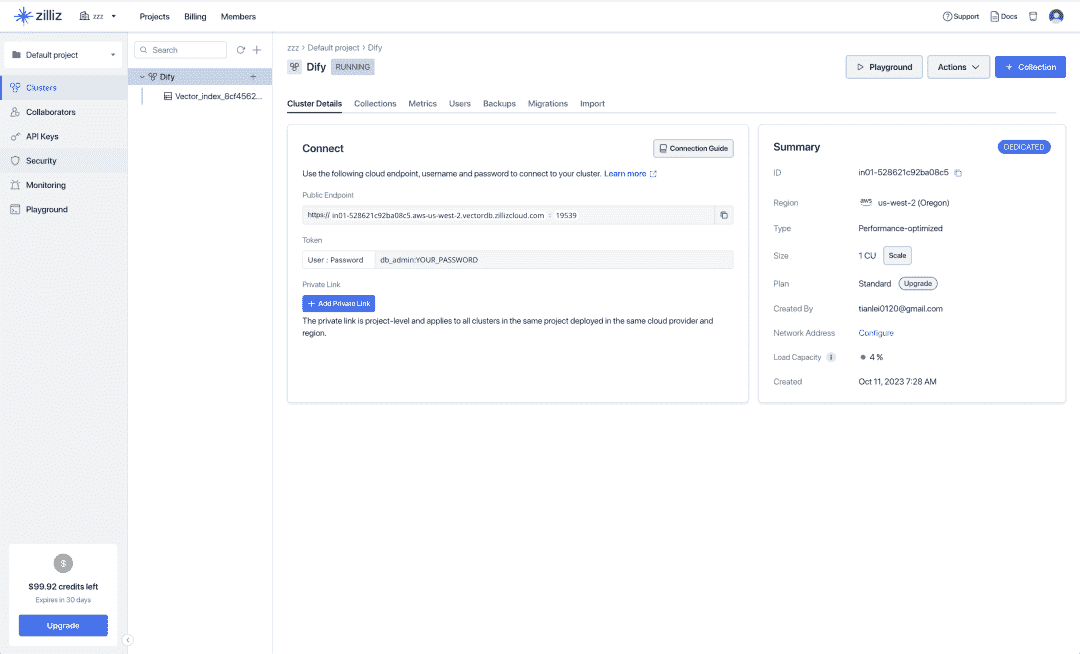 zilliz
zzz
Projects
Billing
Members
Support
Docs
Default project
Clusters
Collaborators
API Keys
Security
Monitoring
Playground
$
$99.92 credits left
Expires in 30 days
Upgrade
Search
Dify
Vector_index_8cf4562...
zzz › Default project › Dify
Dify RUNNING
Playground
Actions
+ Collection
Cluster Details
Collections
Metrics
Users
Backups
Migrations
Import
Connect
Connection Guide
Use the following cloud endpoint, username and password to connect to your cluster. Learn more
Public Endpoint
https:// in01-528621c92ba08c5.aws-us-west-2.vectordb.zillizcloud.com : 19539
Token
User : Password db_admin:YOUR_PASSWORD
Private Link
+ Add Private Link
The private link is project-level and applies to all clusters in the same project deployed in the same cloud provider and
region.
Summary
DEDICATED
ID in01-528621c92ba08c5
Region aws us-west-2 (Oregon)
Type Performance-optimized
Size 1 CU Scale
Plan Standard Upgrade
Created By tianlei0120@gmail.com
Network Address Configure
Load Capacity i 4 %
Created Oct 11, 2023 7:28 AM